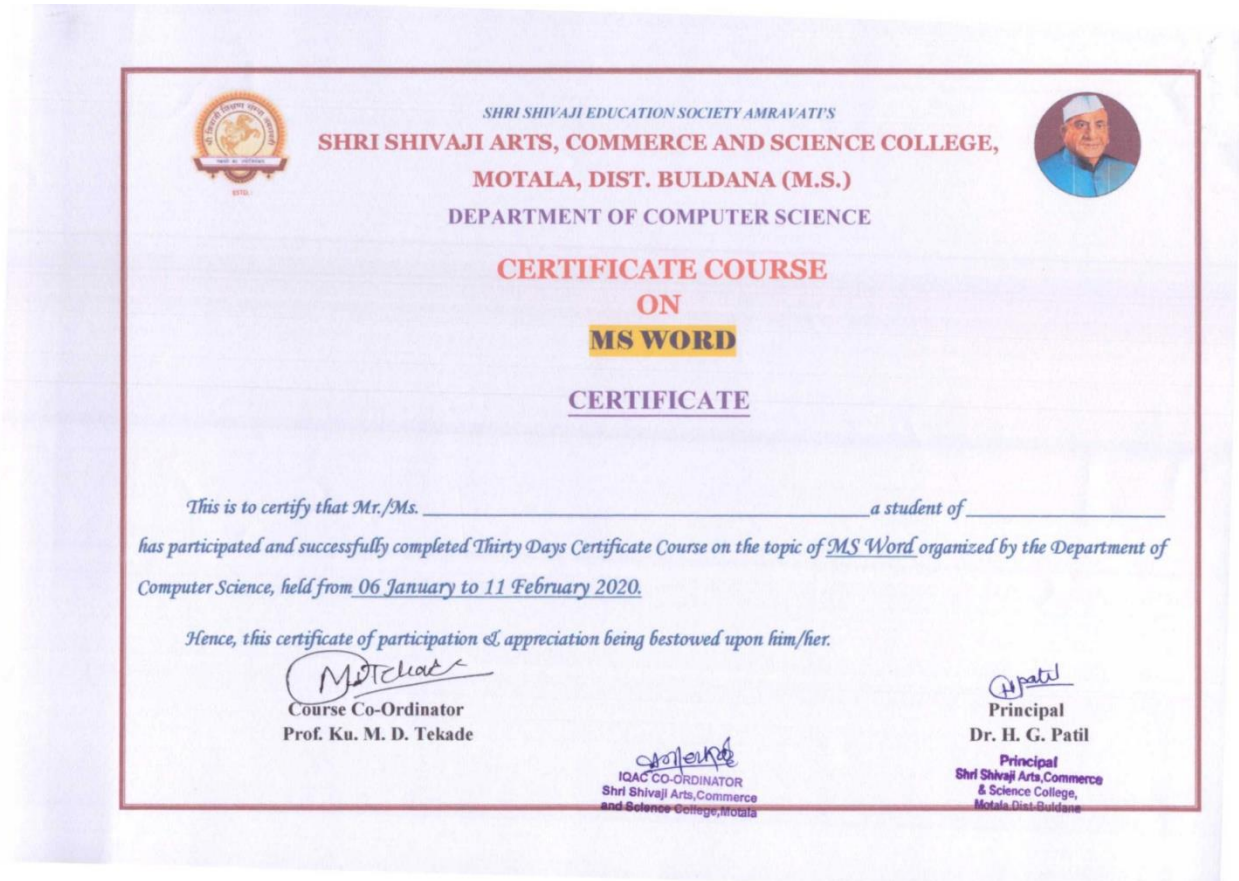 SHRI SHIVAJI EDUCATION SOCIETY AMRAVATI'S
SHRI SHIVAJI ARTS, COMMERCE AND SCIENCE COLLEGE,
MOTALA, DIST. BULDANA (M.S.)
DEPARTMENT OF COMPUTER SCIENCE
ESTD.
CERTIFICATE COURSE
ON
MS WORD
CERTIFICATE
This is to certify that Mr./Ms. a student of
has participated and successfully completed Thirty Days Certificate Course on the topic of MS Word organized by the Department of
Computer Science, held from 06 January to 11 February 2020.
Hence, this certificate of participation & appreciation being bestowed upon him/her.
Course Co-Ordinator
Prof. Ku. M. D. Tekade
IQAC CO-ORDINATOR
Shri Shivaji Arts,Commerce
and Science College,Motala
Principal
Dr. H. G. Patil
Principal
Shri Shivaji Arts,Commerce
& Science College,
Motala Dist-Buldana